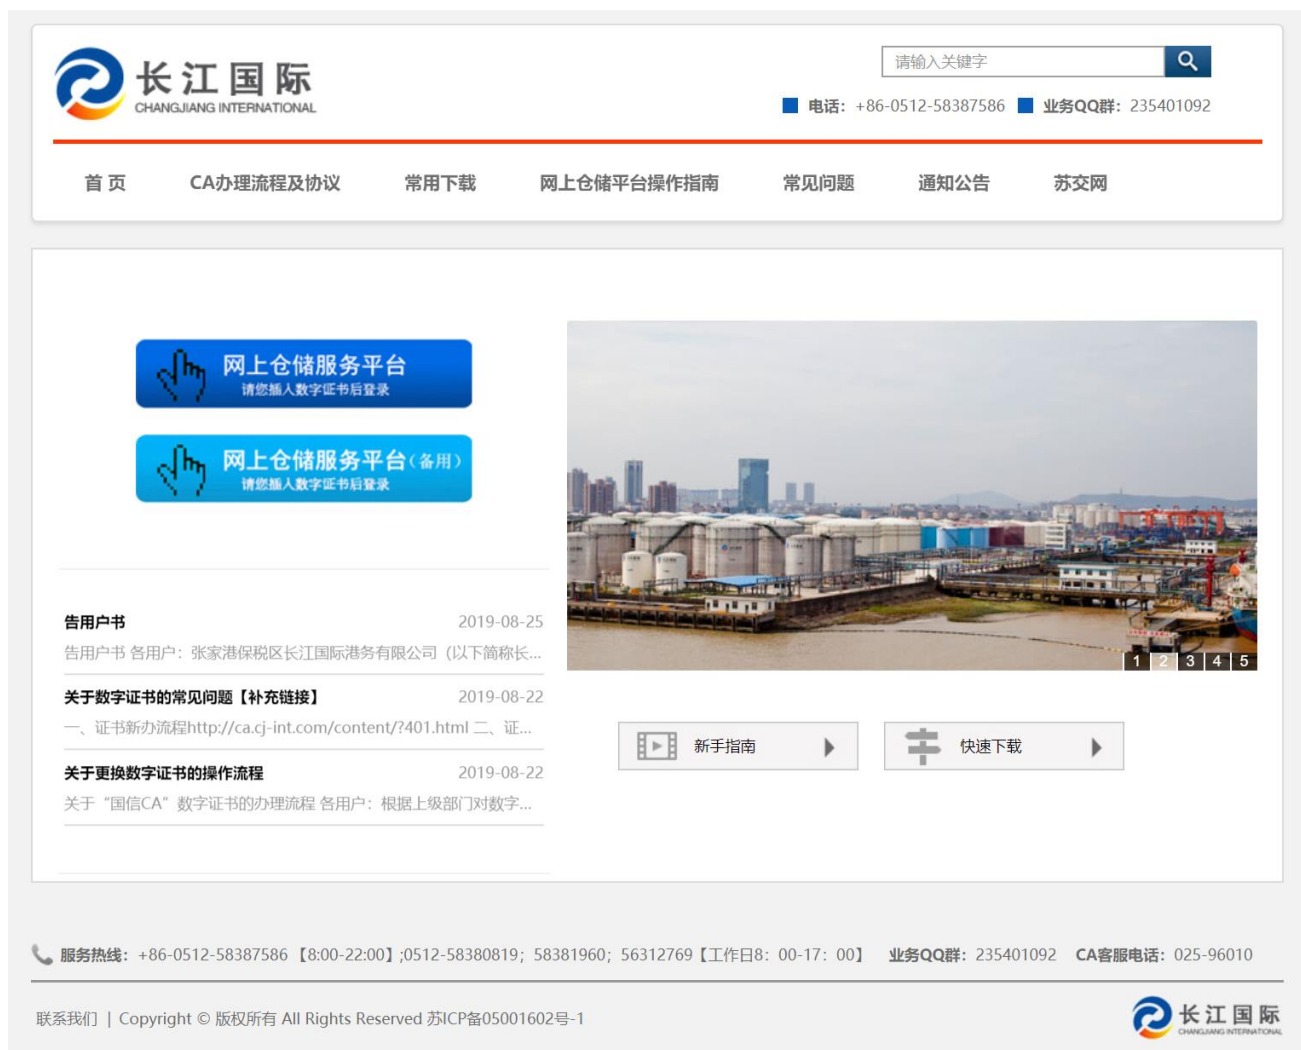 长江国际
CHANGJIANG INTERNATIONAL
请输入关键字
电话：+86-0512-58387586 业务QQ群：235401092
首 页 CA办理流程及协议 常用下载 网上仓储平台操作指南 常见问题 通知公告 苏交网
网上仓储服务平台
请您插入数字证书后登录
网上仓储服务平台（备用）
请您插入数字证书后登录
告用户书 2019-08-25
告用户书 各用户：张家港保税区长江国际港务有限公司（以下简称长...
关于数字证书的常见问题【补充链接】 2019-08-22
一、证书新办流程http://ca.cj-int.com/content/?401.html 二、证...
关于更换数字证书的操作流程 2019-08-22
关于“国信CA”数字证书的办理流程 各用户：根据上级部门对数字...
1 2 3 4 5
新手指南 快速下载
服务热线：+86-0512-58387586【8:00-22:00】;0512-58380819；58381960；56312769【工作日8：00-17：00】 业务QQ群：235401092 CA客服电话：025-96010
联系我们 | Copyright © 版权所有 All Rights Reserved 苏ICP备05001602号-1
长江国际
CHANGJIANG INTERNATIONAL